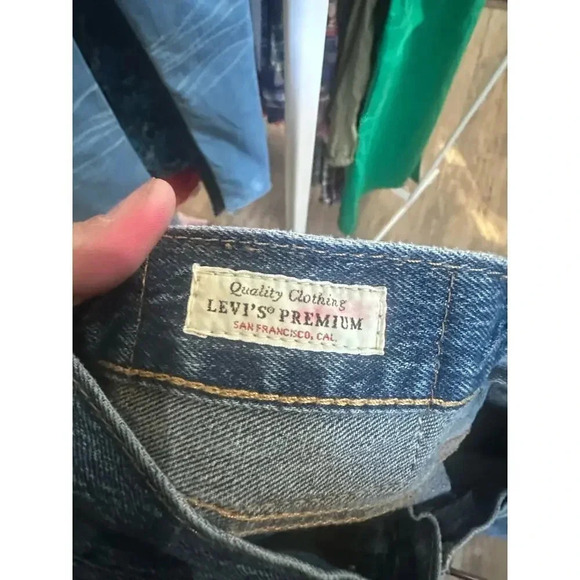 Quality Clothing
LEVI'S® PREMIUM
SAN FRANCISCO, CAL.